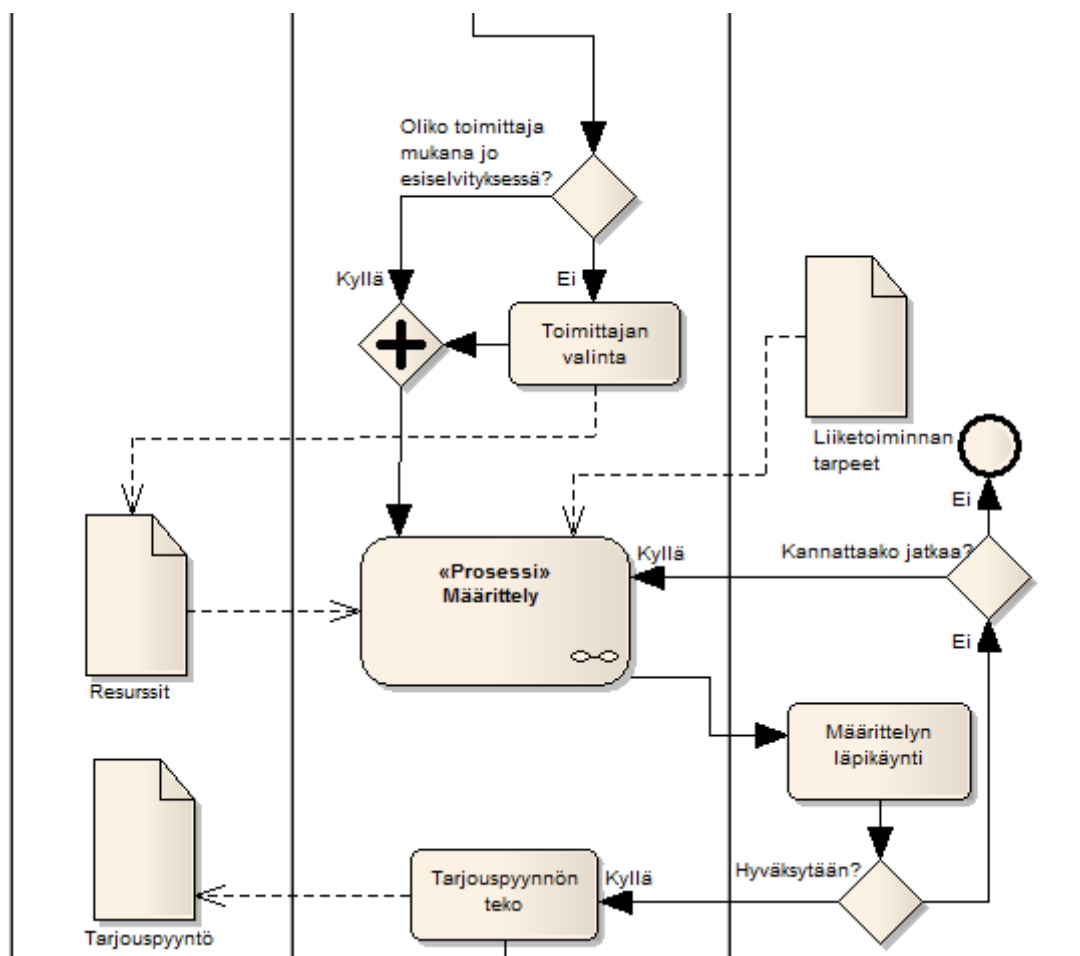 Oliko toimittaja
mukana jo
esiselvityksessä?
Kyllä
Ei
Toimittajan
valinta
Liiketoiminnan
tarpeet
Ei
Kannattaako jatkaa?
Kyllä
«Prosessi»
Määrittely
Ei
Resurssit
Määrittelyn
läpikäynti
Hyväksytään?
Kyllä
Tarjouspyynnön
teko
Tarjouspyyntö